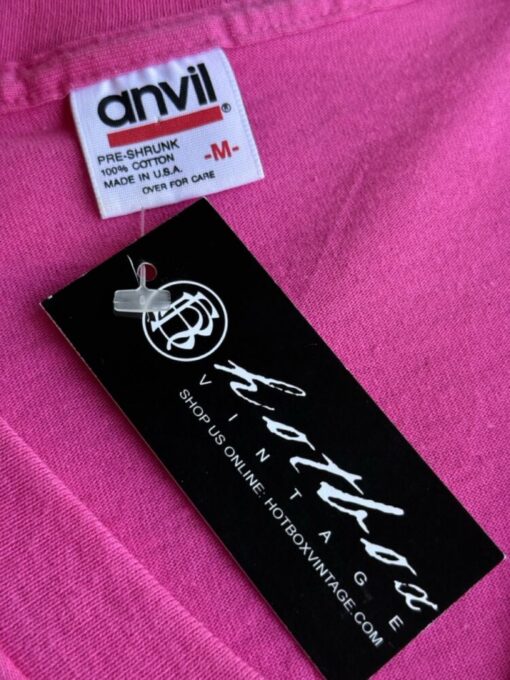 anvil®
PRE-SHRUNK
100% COTTON
MADE IN U.S.A.
-M-
OVER FOR CARE
hotbox
VINTAGE
SHOP US ONLINE: HOTBOXVINTAGE.COM